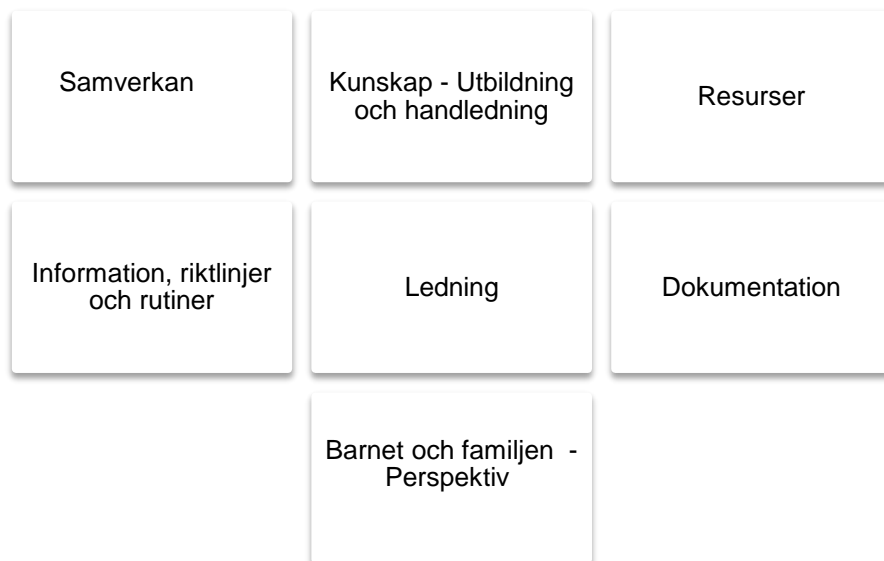 Samverkan
Kunskap - Utbildning
och handledning
Resurser
Information, riktlinjer
och rutiner
Ledning
Dokumentation
Barnet och familjen  -
Perspektiv